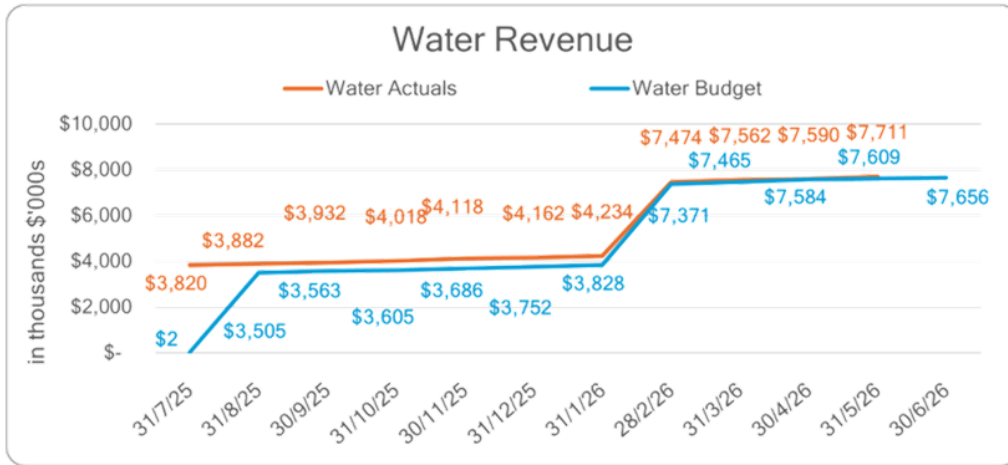 Water Revenue
Water Actuals Water Budget
in thousands $'000s
$10,000
$8,000
$6,000
$4,000
$2,000
$-
$3,820 $3,882 $3,932 $4,018 $4,118 $4,162 $4,234 $7,474 $7,562 $7,590 $7,711
$2 $3,505 $3,563 $3,605 $3,686 $3,752 $3,828 $7,371 $7,465 $7,584 $7,609 $7,656
31/7/25 31/8/25 30/9/25 31/10/25 30/11/25 31/12/25 31/1/26 28/2/26 31/3/26 30/4/26 31/5/26 30/6/26